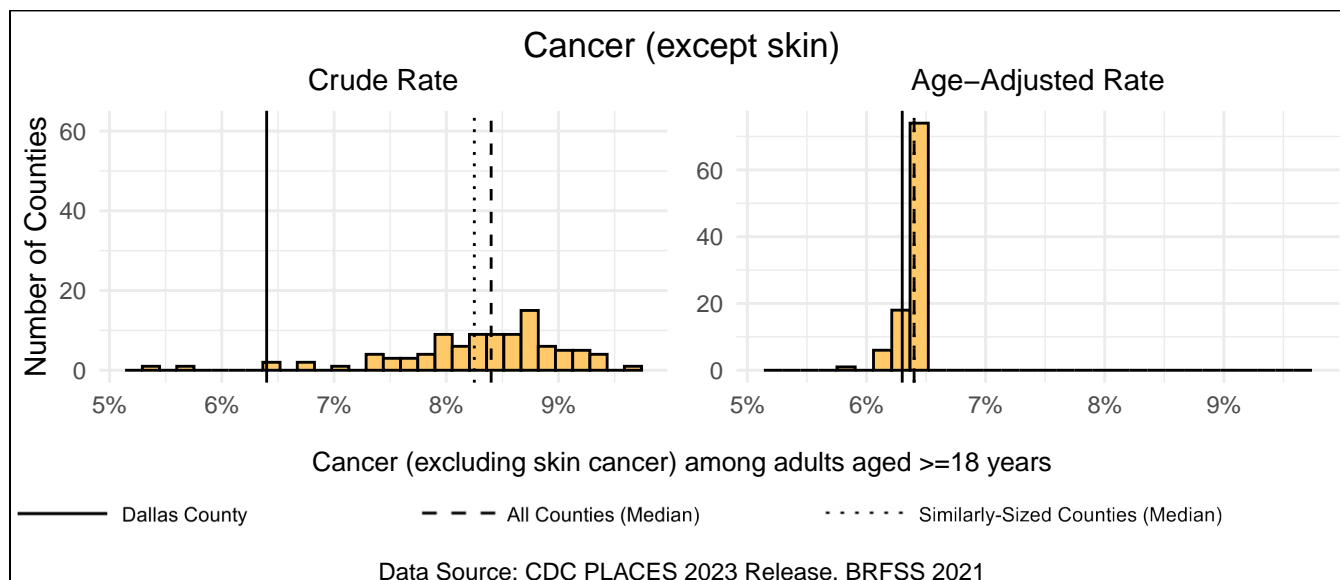 Cancer (except skin)
Crude Rate
Age−Adjusted Rate
Number of Counties
60
40
20
0
5%
6%
7%
8%
9%
60
40
20
0
5%
6%
7%
8%
9%
Cancer (excluding skin cancer) among adults aged >=18 years
Dallas County
All Counties (Median)
Similarly-Sized Counties (Median)
Data Source: CDC PLACES 2023 Release, BRFSS 2021